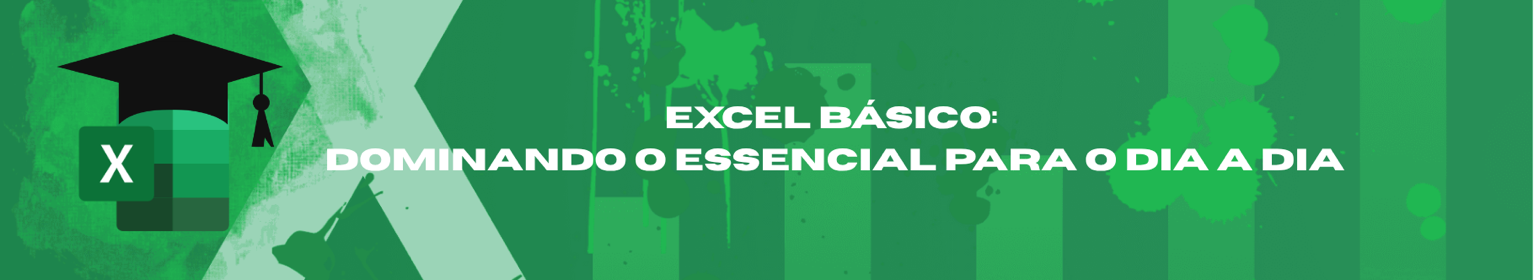 X
EXCEL BÁSICO:
DOMINANDO O ESSENCIAL PARA O DIA A DIA